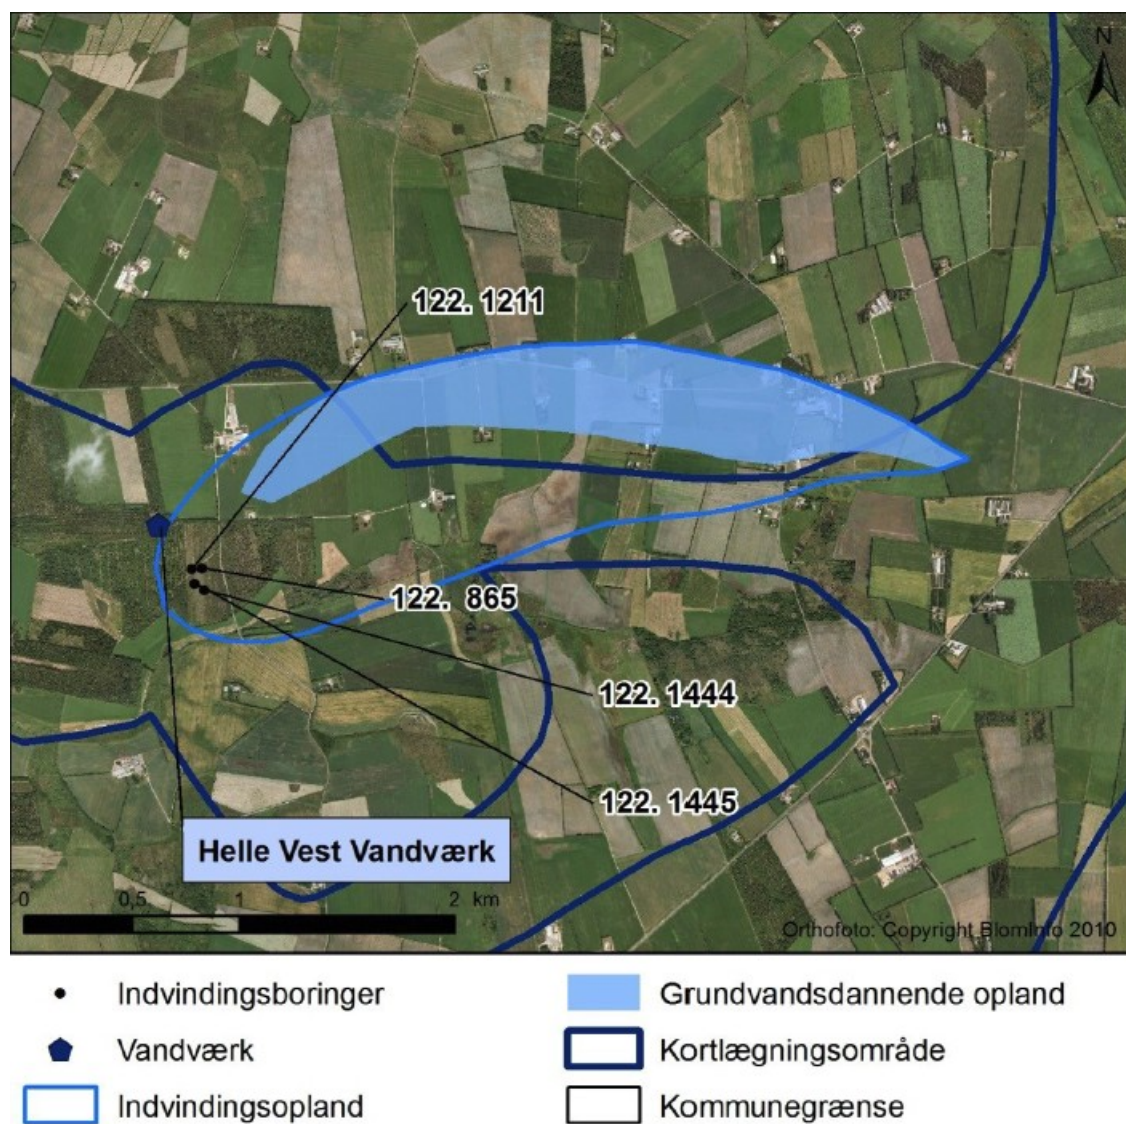 N
122. 1211
122. 865
122. 1444
122. 1445
Helle Vest Vandværk
0 0,5 1 2 km
Orthofoto: Copyright BlomInfo 2010
Indvindingsboringer
Vandværk
Indvindingsopland
Grundvandsdannende opland
Kortlægningsområde
Kommunegrænse